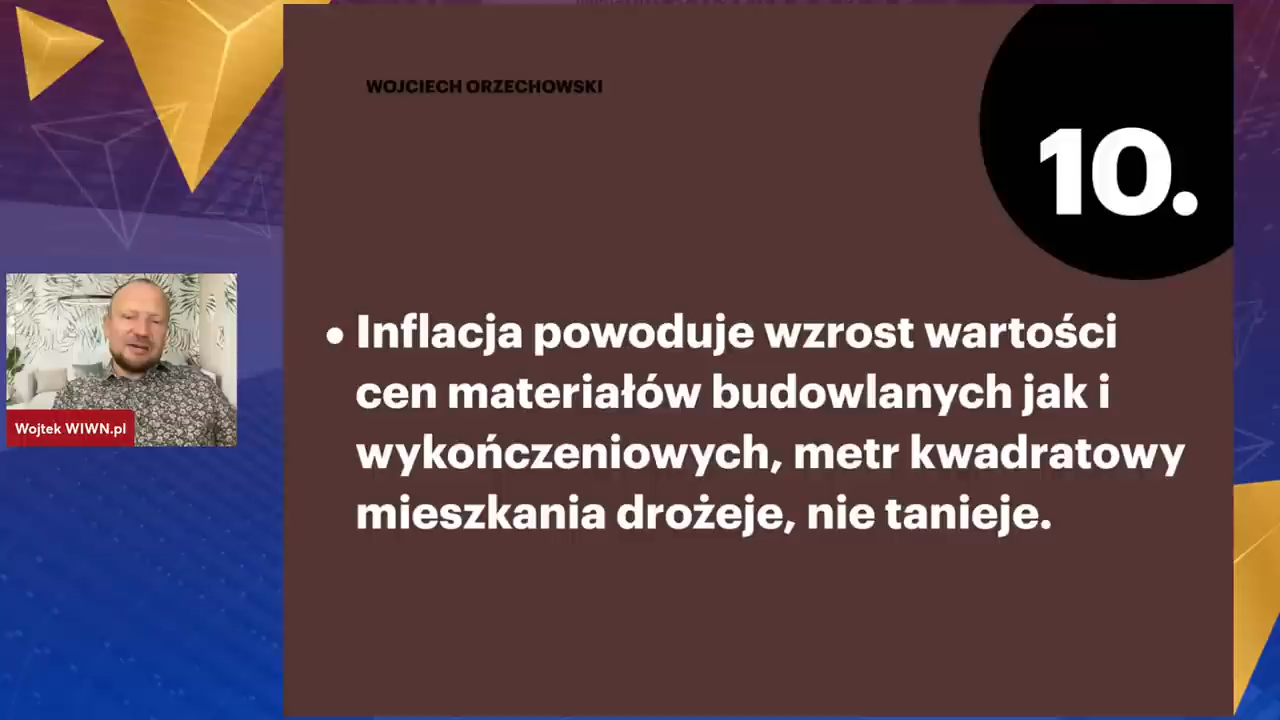 WOJCIECH ORZECHOWSKI
10.
• Inflacja powoduje wzrost wartości
cen materiałów budowlanych jak i
wykończeniowych, metr kwadratowy
mieszkania drożeje, nie tanieje.
Wojtek WIWN.pl